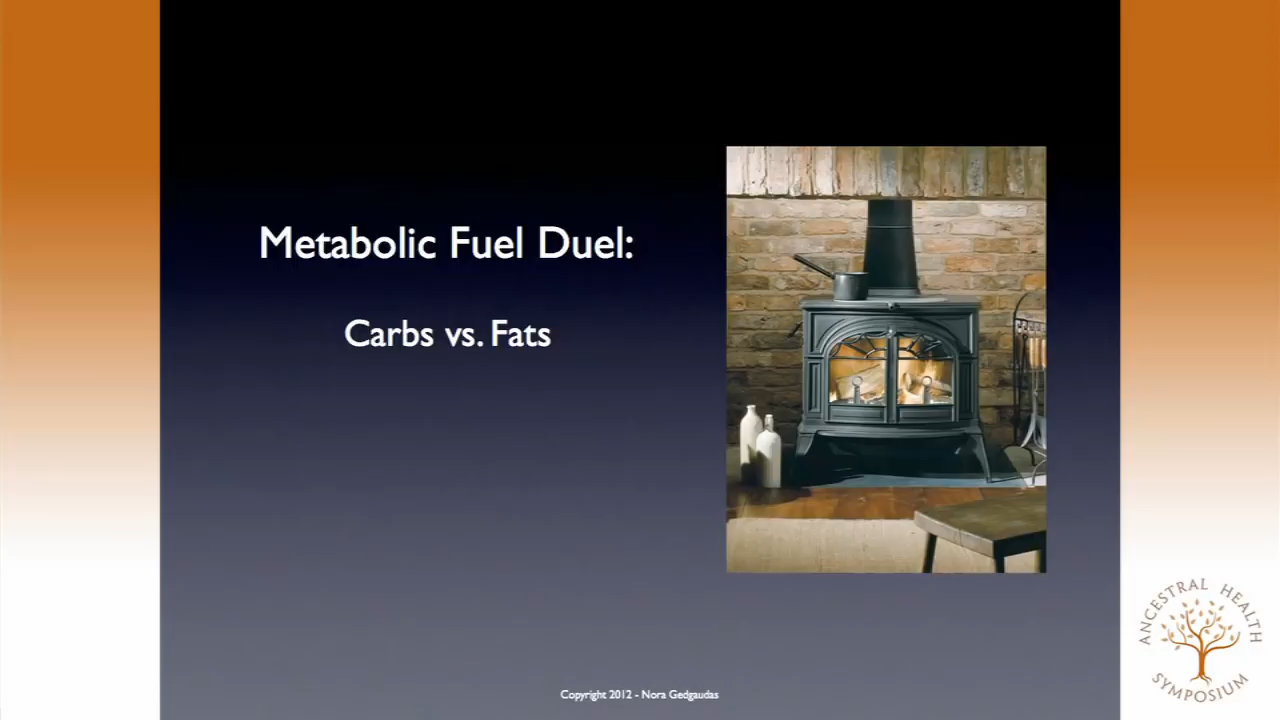 Metabolic Fuel Duel:
Carbs vs. Fats
Copyright 2012 - Nora Gedgaudas
ANCESTRAL HEALTH
SYMPOSIUM